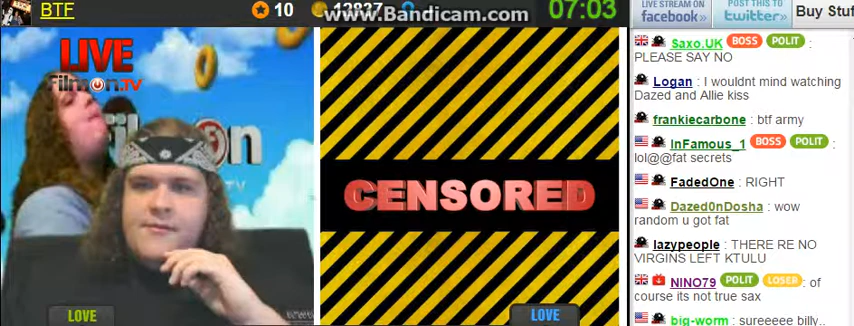 BTF
10
www.Bandicam.com
07:03
LIVE STREAM ON
facebook»
POST THIS TO
twitter»
Buy Stuf
LIVE
FilmOn.TV
CENSORED
LOVE
LOVE
Saxo.UK BOSS POLIT :
PLEASE SAY NO
Logan : I wouldnt mind watching
Dazed and Allie kiss
frankiecarbone : btf army
InFamous_1 BOSS POLIT :
lol@@fat secrets
FadedOne : RIGHT
Dazed0nDosha : wow
random u got fat
lazypeople : THERE RE NO
VIRGINS LEFT KTULU
NINO79 POLIT LOSER : of
course its not true sax
big-worm : sureeeee billy..